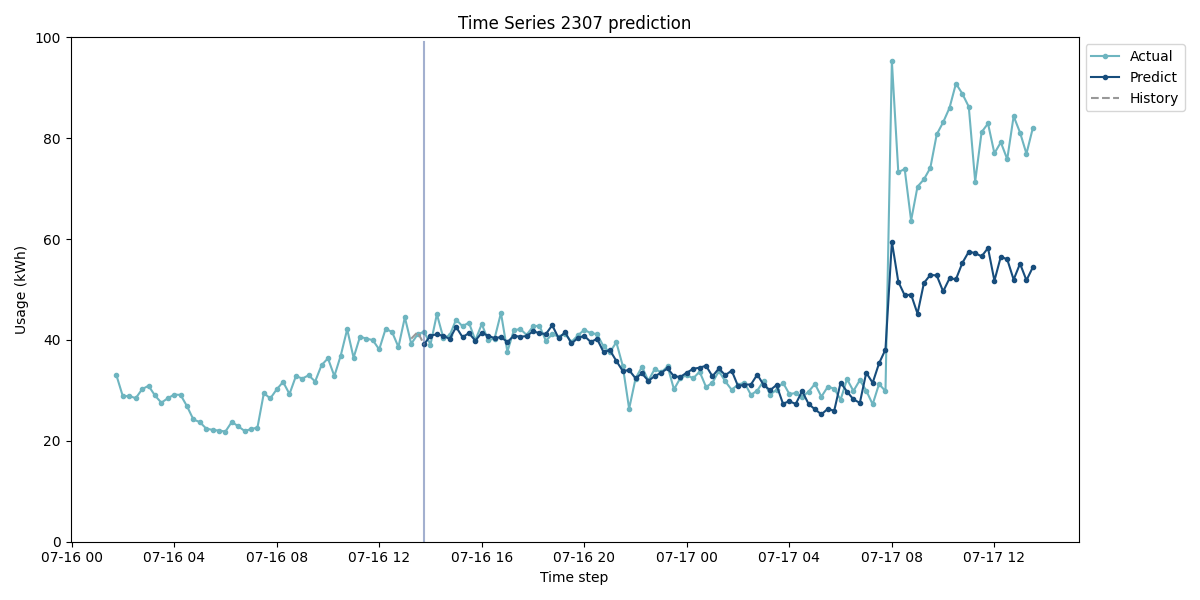 Time Series 2307 prediction
100
80
60
40
20
0
Usage (kWh)
07-16 00
07-16 04
07-16 08
07-16 12
07-16 16
07-16 20
07-17 00
07-17 04
07-17 08
07-17 12
Time step
Actual
Predict
History